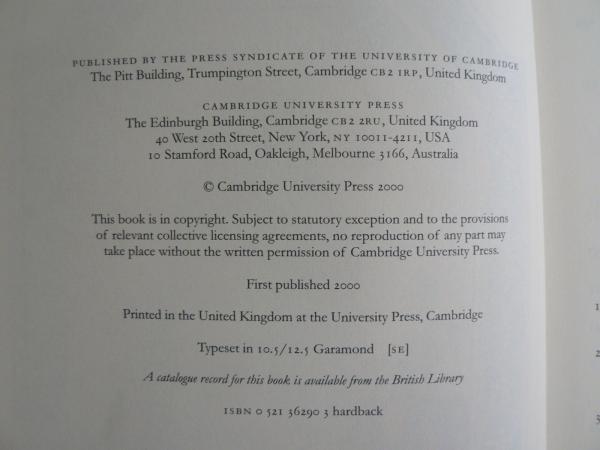 PUBLISHED BY THE PRESS SYNDICATE OF THE UNIVERSITY OF CAMBRIDGE
The Pitt Building, Trumpington Street, Cambridge CB2 1RP, United Kingdom
CAMBRIDGE UNIVERSITY PRESS
The Edinburgh Building, Cambridge CB2 2RU, United Kingdom
40 West 20th Street, New York, NY 10011-4211, USA
10 Stamford Road, Oakleigh, Melbourne 3166, Australia
© Cambridge University Press 2000
This book is in copyright. Subject to statutory exception and to the provisions
of relevant collective licensing agreements, no reproduction of any part may
take place without the written permission of Cambridge University Press.
First published 2000
Printed in the United Kingdom at the University Press, Cambridge
Typeset in 10.5/12.5 Garamond [SE]
A catalogue record for this book is available from the British Library
ISBN 0 521 36290 3 hardback
1
2
3